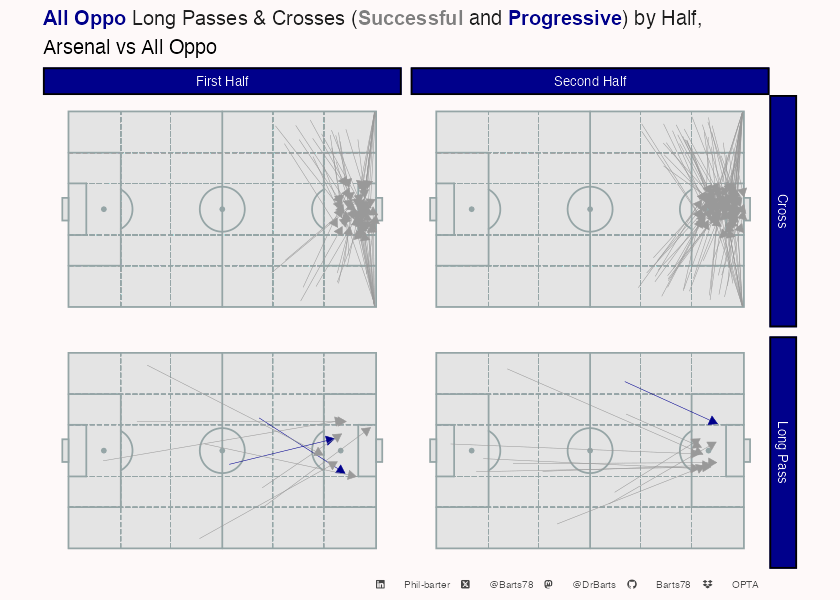 All Oppo Long Passes & Crosses (Successful and Progressive) by Half,
Arsenal vs All Oppo
First Half
Second Half
Cross
Long Pass
Phil-barter @Barts78 @DrBarts Barts78 OPTA